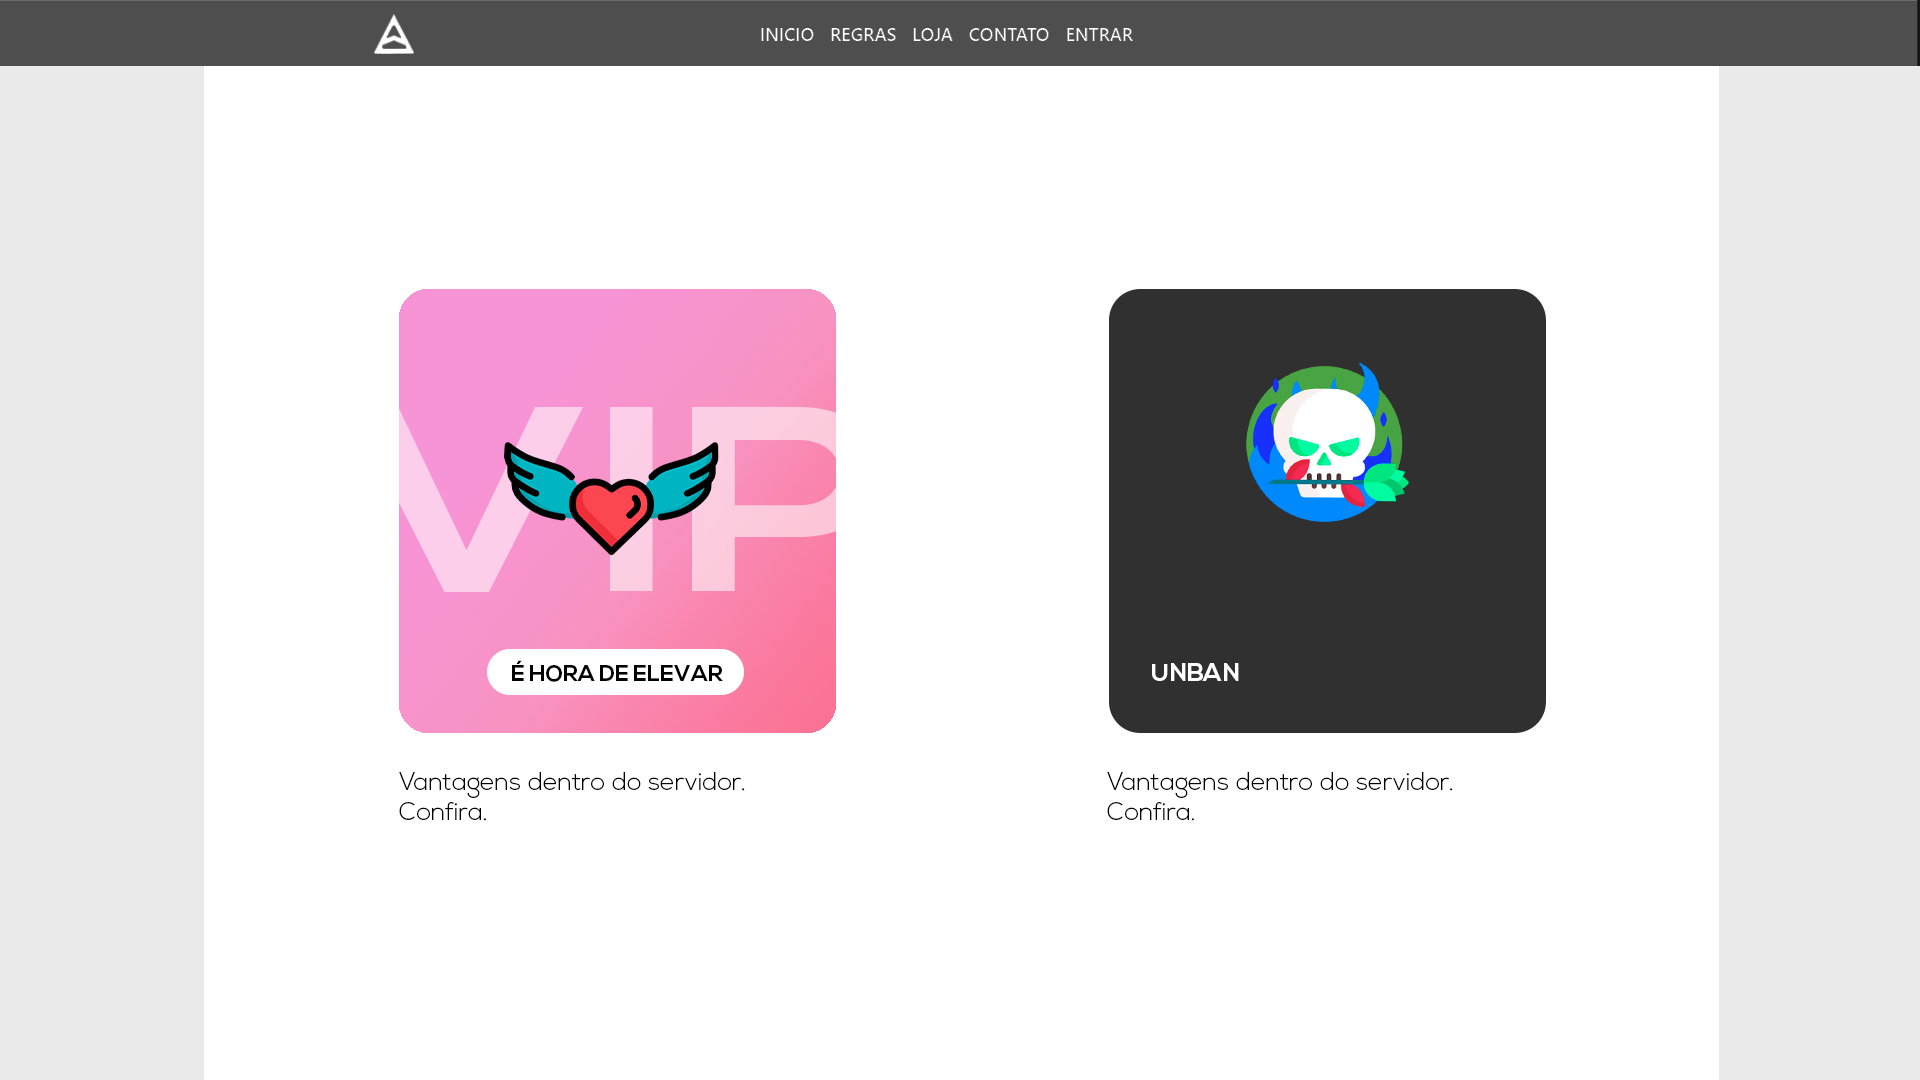 INICIO REGRAS LOJA CONTATO ENTRAR
VIP
É HORA DE ELEVAR
Vantagens dentro do servidor.
Confira.
UNBAN
Vantagens dentro do servidor.
Confira.